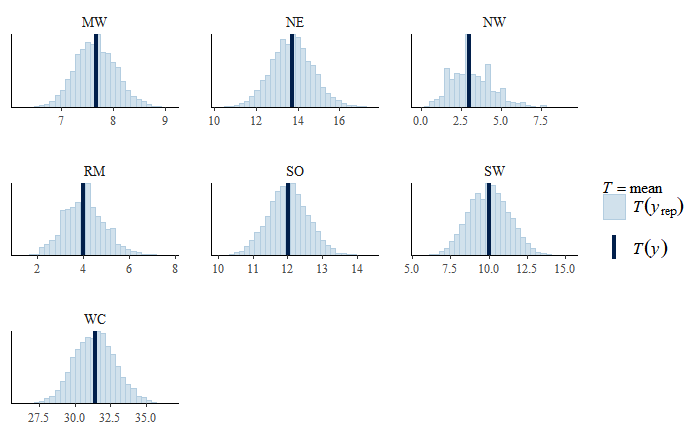 MW NE NW
7 8 9 10 12 14 16 0.0 2.5 5.0 7.5
RM SO SW
T = mean
T(yrep)
T(y)
2 4 6 8 10 11 12 13 14 5.0 7.5 10.0 12.5 15.0
WC
27.5 30.0 32.5 35.0